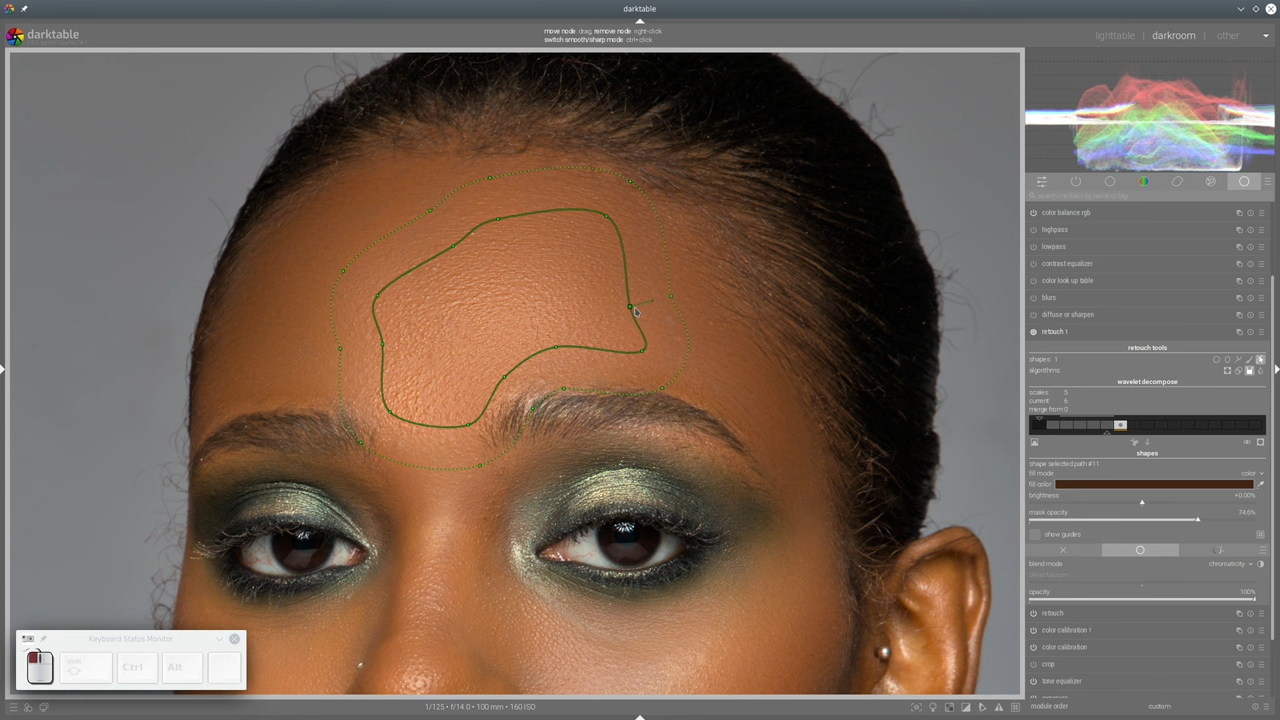 darktable
darktable
move node: drag, remove node: right-click
switch smooth/sharp mode: ctrl+click
lighttable | darkroom | other
color balance rgb
highpass
lowpass
contrast equalizer
color look up table
blurs
diffuse or sharpen
retouch 1
retouch tools
shapes: 1
algorithms:
wavelet decompose
scales: 5
current: 6
merge from: 0
shapes
shape selected path #11
fill mode color
fill color:
brightness +0.00%
mask opacity 74.6%
show guides
blend mode chromaticity
opacity 100%
retouch
color calibration 1
color calibration
crop
tone equalizer
Keyboard Status Monitor
Shift Ctrl Alt
1/125 • f/14.0 • 100 mm • 160 ISO
module order custom